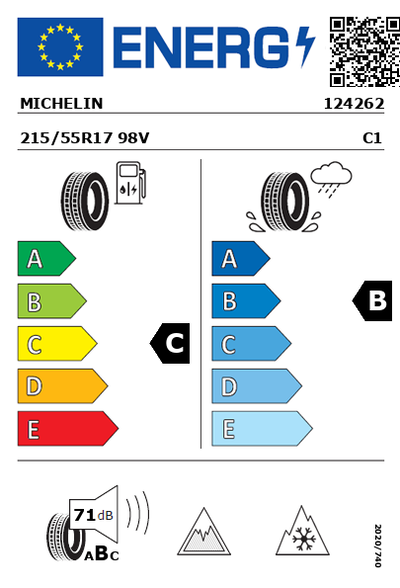 ENERG
MICHELIN 124262
215/55R17 98V C1
A A
B B B
C C C
D D
E E
71 dB
ABC
2020/740